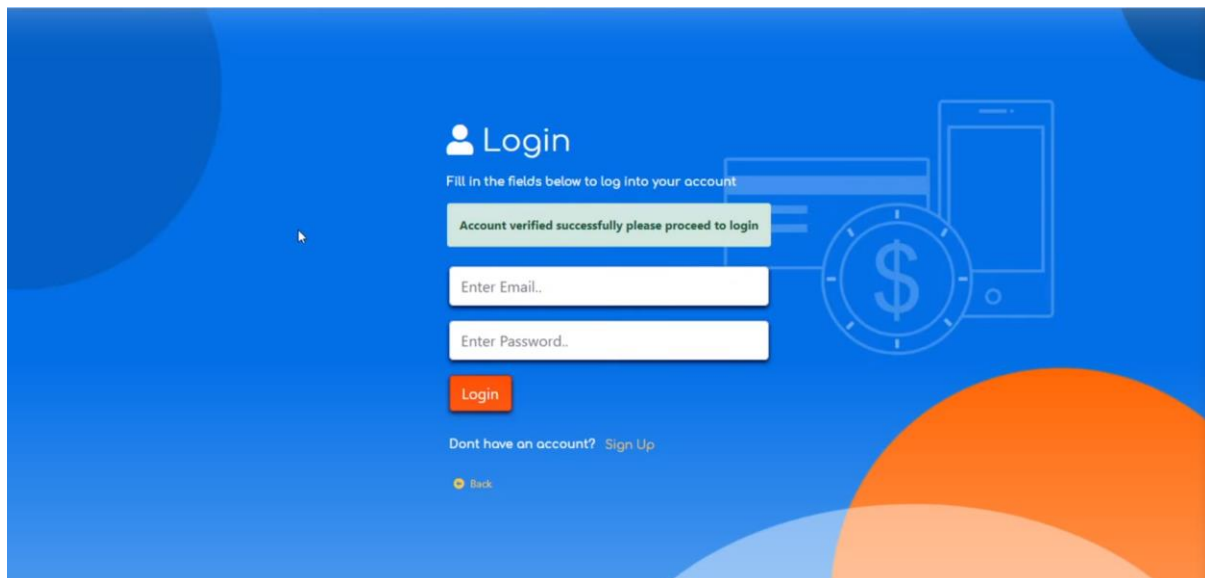 Login
Fill in the fields below to log into your account
Account verified successfully please proceed to login
Enter Email..
Enter Password..
Login
Dont have an account? Sign Up
Back
$